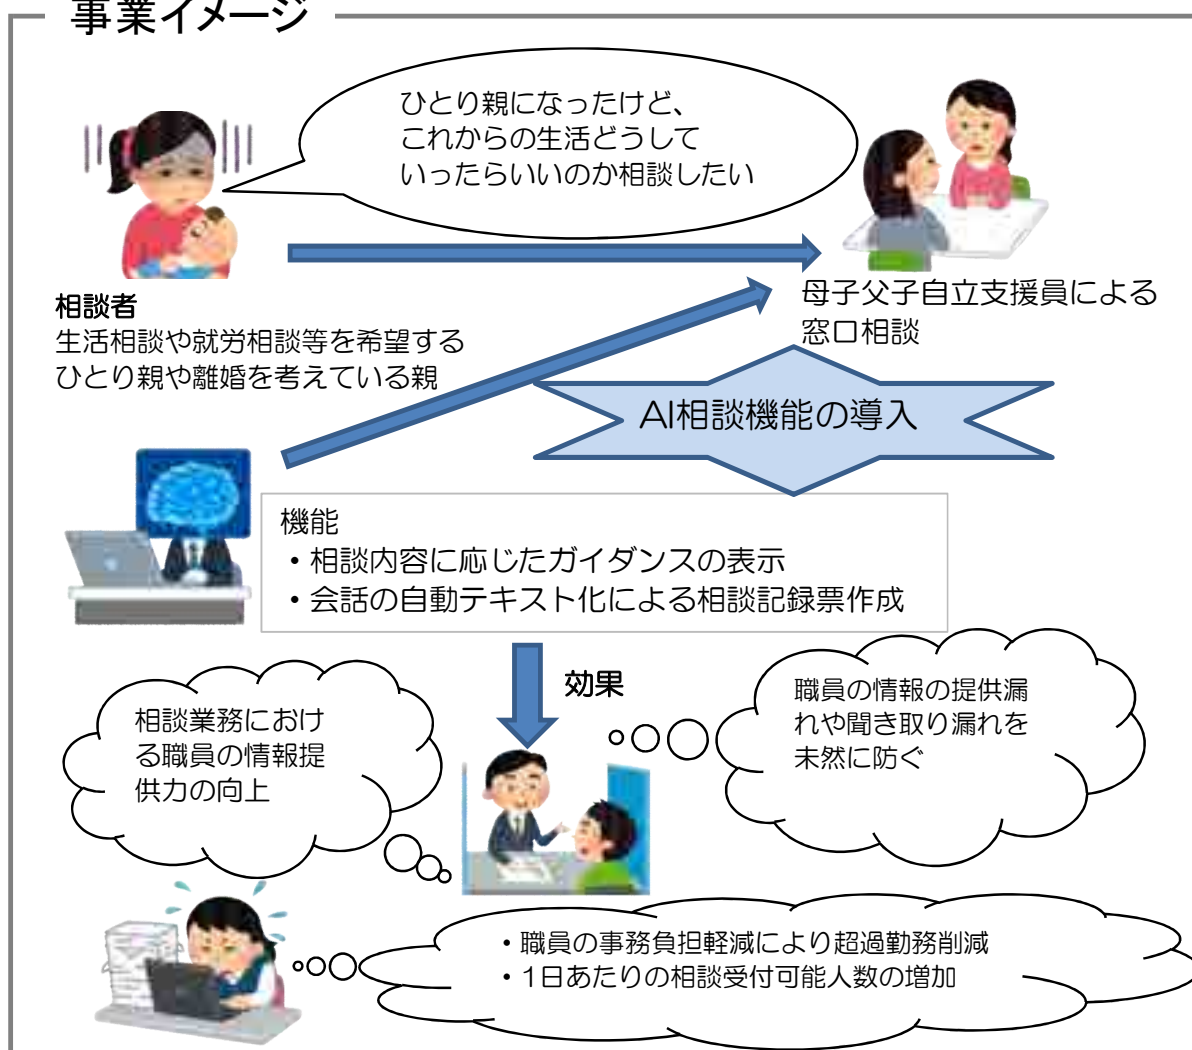 事業イメージ
ひとり親になったけど、
これからの生活どうして
いったらいいのか相談したい
相談者
生活相談や就労相談等を希望する
ひとり親や離婚を考えている親
母子父子自立支援員による
窓口相談
AI相談機能の導入
機能
・相談内容に応じたガイダンスの表示
・会話の自動テキスト化による相談記録票作成
効果
相談業務におけ
る職員の情報提
供力の向上
職員の情報の提供漏
れや聞き取り漏れを
未然に防ぐ
・職員の事務負担軽減により超過勤務削減
・1日あたりの相談受付可能人数の増加